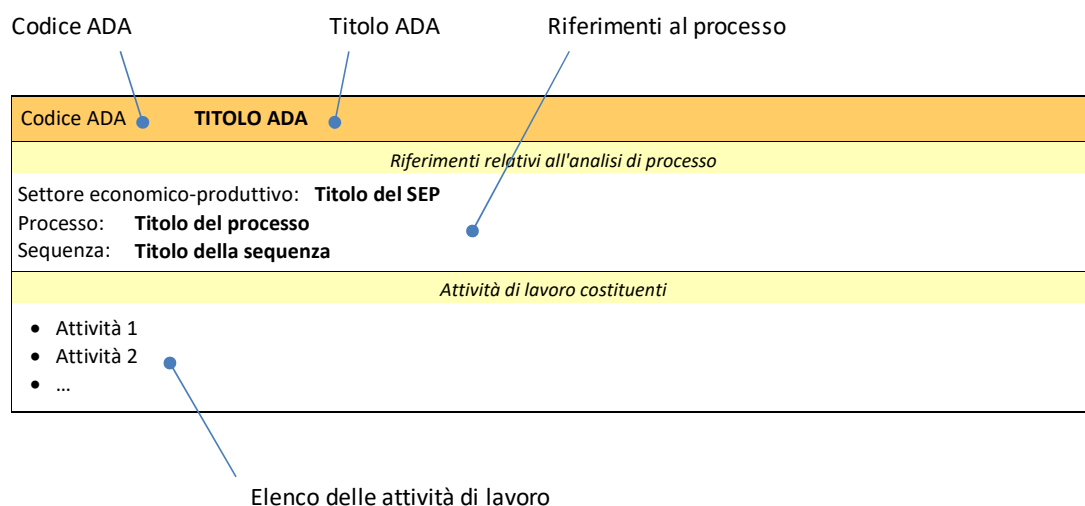 Codice ADA Titolo ADA Riferimenti al processo
Codice ADA TITOLO ADA
Riferimenti relativi all'analisi di processo
Settore economico-produttivo: Titolo del SEP
Processo: Titolo del processo
Sequenza: Titolo della sequenza
Attività di lavoro costituenti
• Attività 1
• Attività 2
• …
Elenco delle attività di lavoro